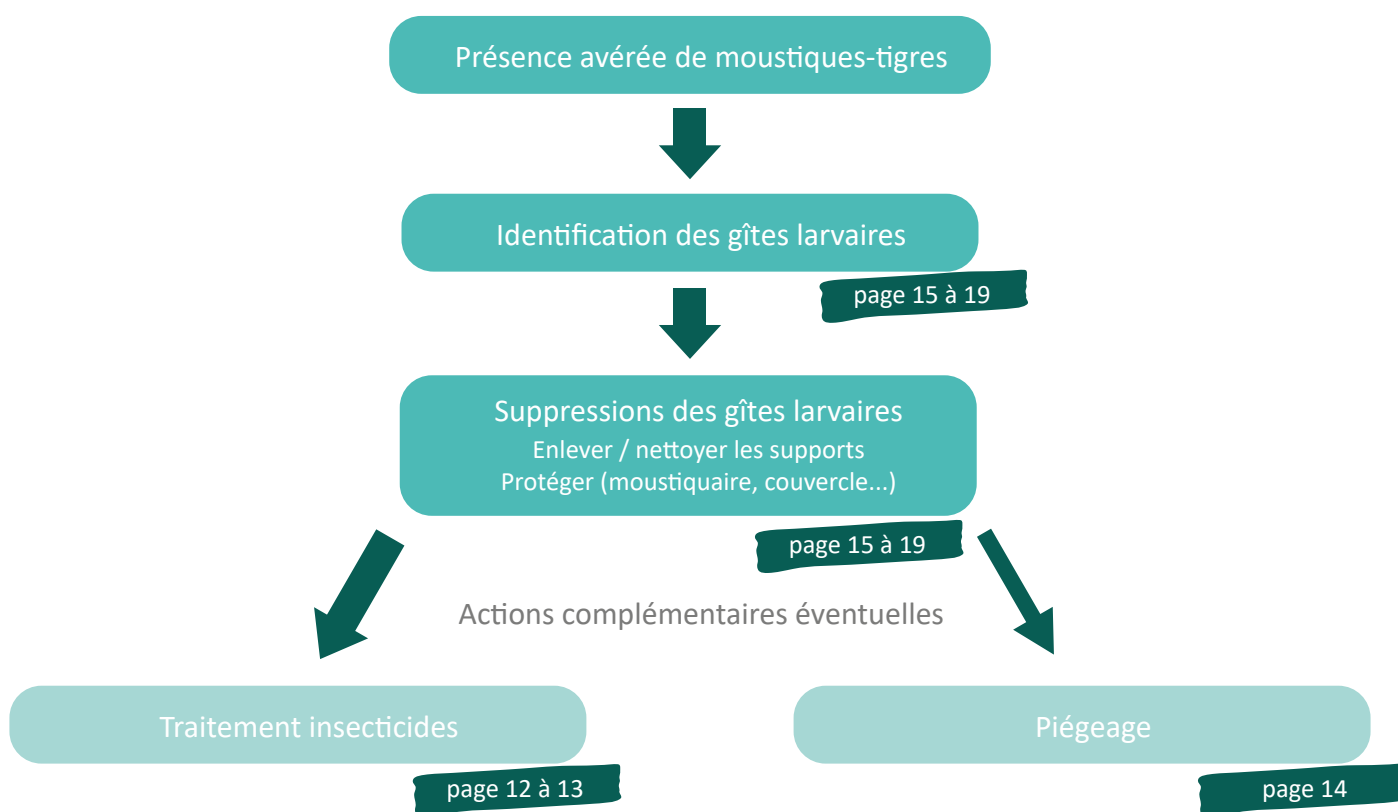 Présence avérée de moustiques-tigres
Identification des gîtes larvaires
page 15 à 19
Suppressions des gîtes larvaires
Enlever / nettoyer les supports
Protéger (moustiquaire, couvercle...)
page 15 à 19
Actions complémentaires éventuelles
Traitement insecticides
page 12 à 13
Piégeage
page 14